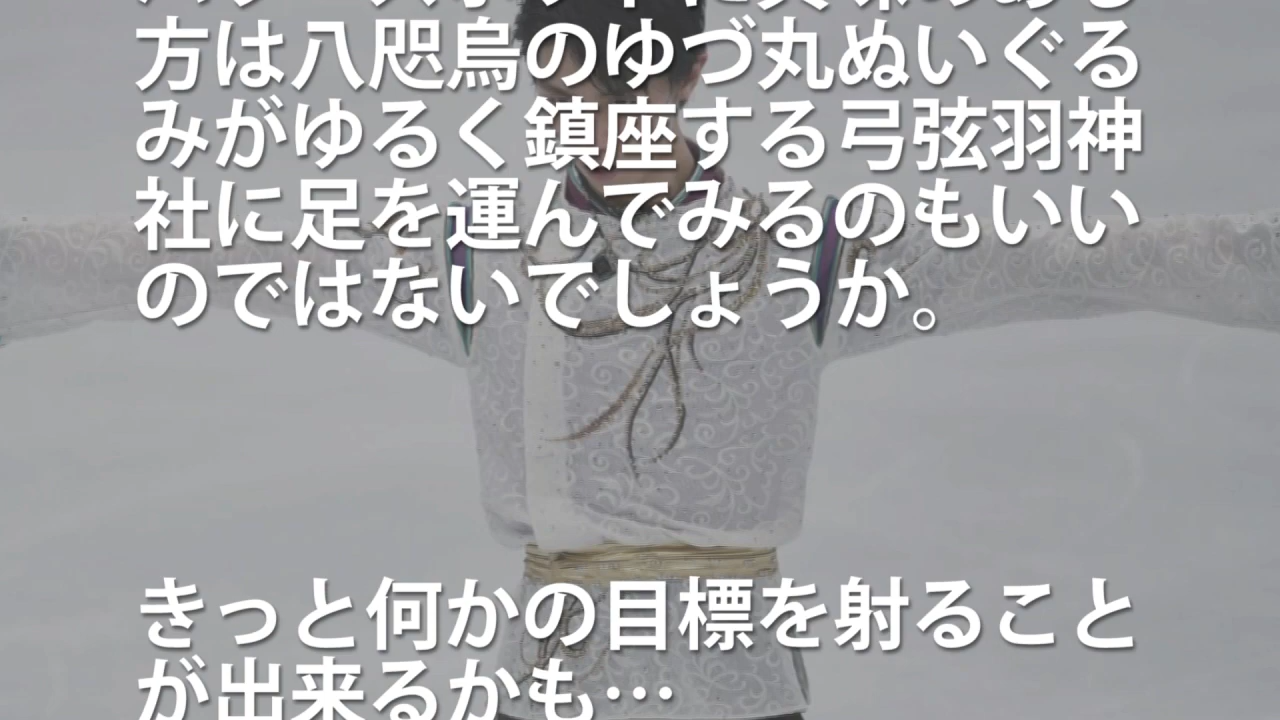 方は八咫烏のゆづ丸ぬいぐる
みがゆるく鎮座する弓弦羽神
社に足を運んでみるのもいい
のではないでしょうか。
きっと何かの目標を射ること
が出来るかも…